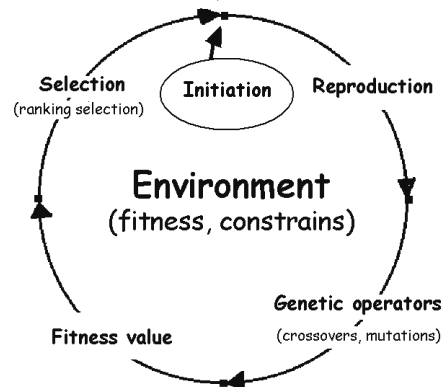 Selection
(ranking selection)
Initiation
Reproduction
Environment
(fitness, constrains)
Genetic operators
(crossovers, mutations)
Fitness value